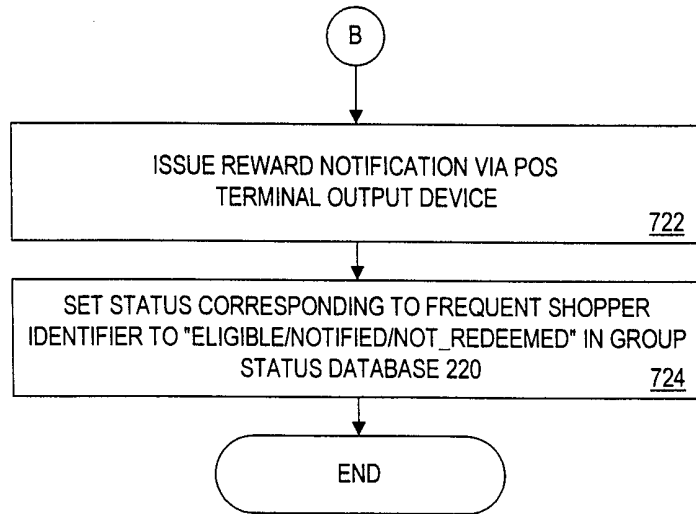 B
ISSUE REWARD NOTIFICATION VIA POS
TERMINAL OUTPUT DEVICE
722
SET STATUS CORRESPONDING TO FREQUENT SHOPPER
IDENTIFIER TO "ELIGIBLE/NOTIFIED/NOT_REDEEMED" IN GROUP
STATUS DATABASE 220
724
END